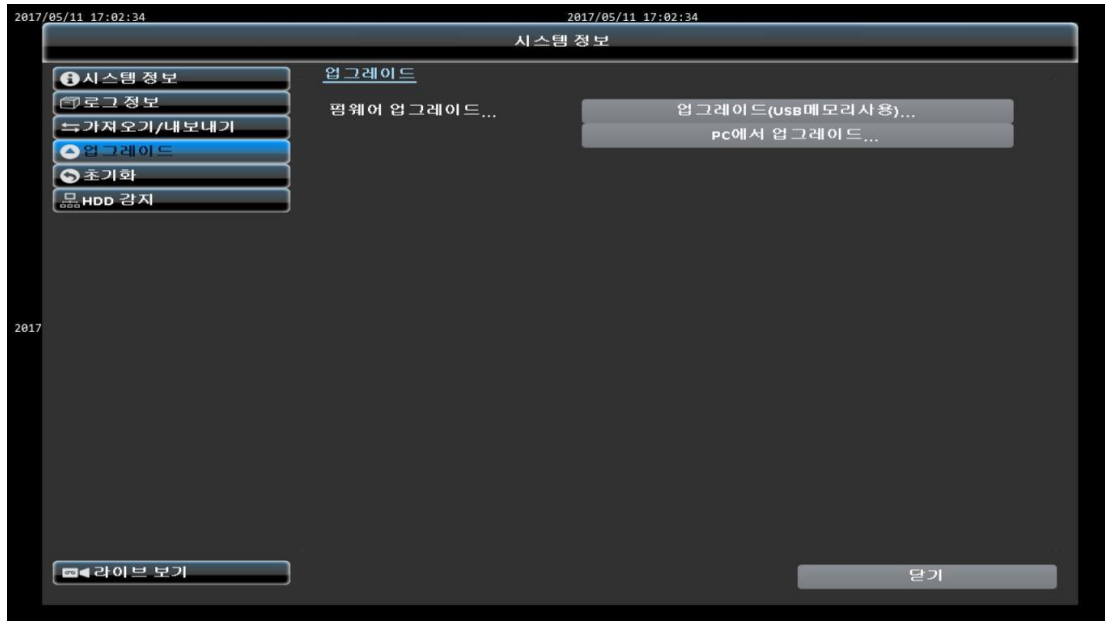 2017/05/11 17:02:34
2017/05/11 17:02:34
시스템 정보
시스템 정보
로그 정보
가져오기/내보내기
업그레이드
초기화
HDD 감지
업그레이드
펌웨어 업그레이드...
업그레이드(USB메모리사용)...
PC에서 업그레이드...
2017
라이브 보기
닫기